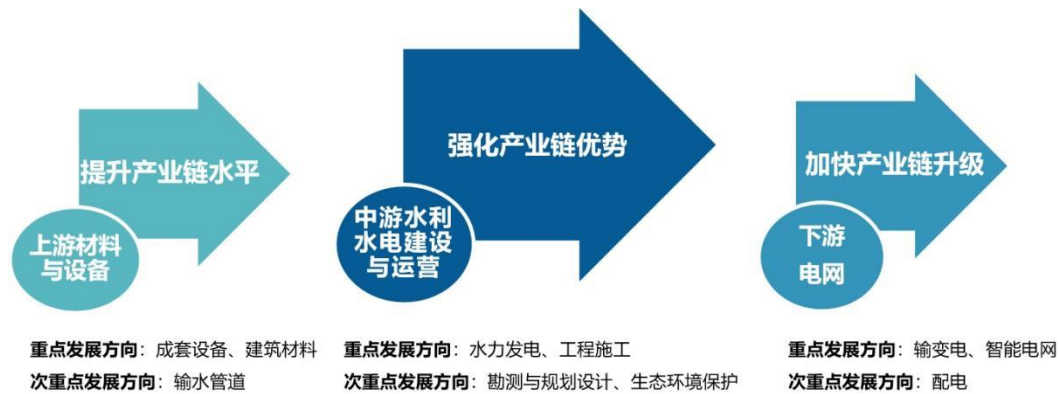 提升产业链水平
上游材料
与设备
重点发展方向：成套设备、建筑材料
次重点发展方向：输水管道
强化产业链优势
中游水利
水电建设
与运营
重点发展方向：水力发电、工程施工
次重点发展方向：勘测与规划设计、生态环境保护
加快产业链升级
下游
电网
重点发展方向：输变电、智能电网
次重点发展方向：配电